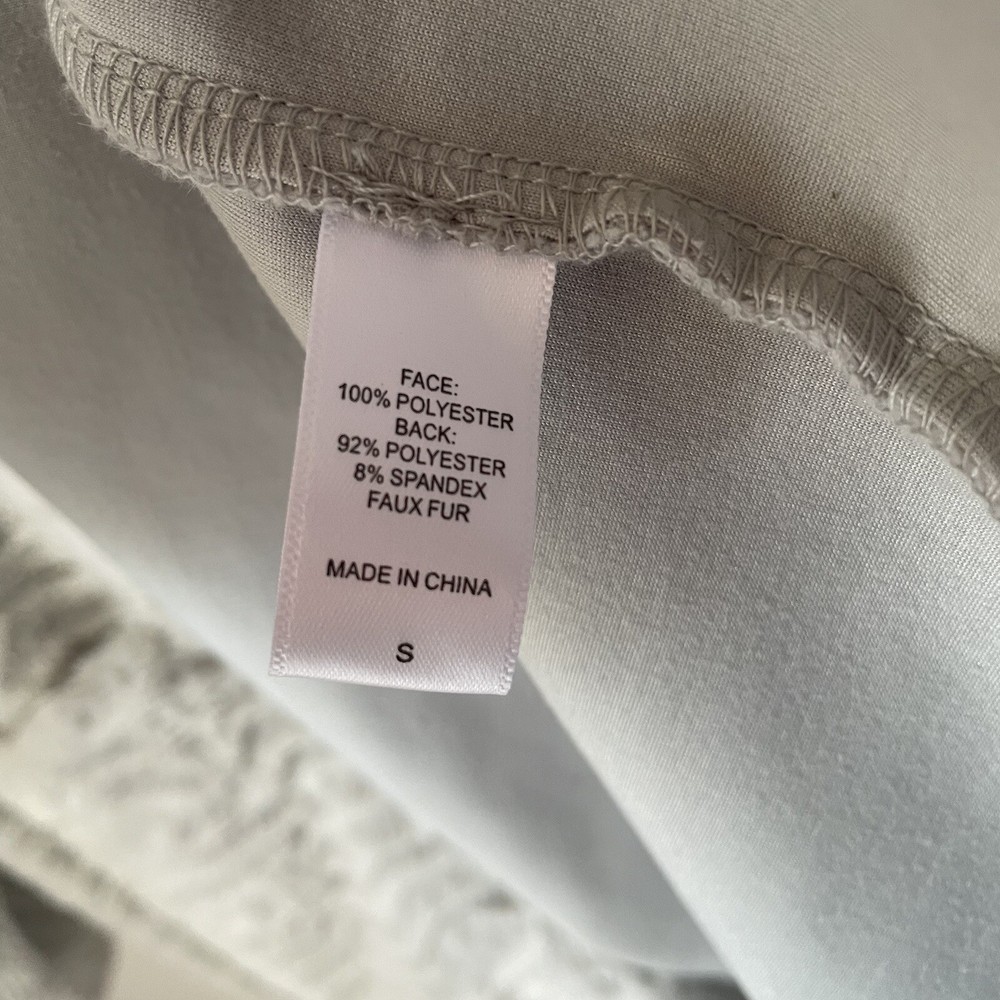 FACE:
100% POLYESTER
BACK:
92% POLYESTER
8% SPANDEX
FAUX FUR
MADE IN CHINA
S